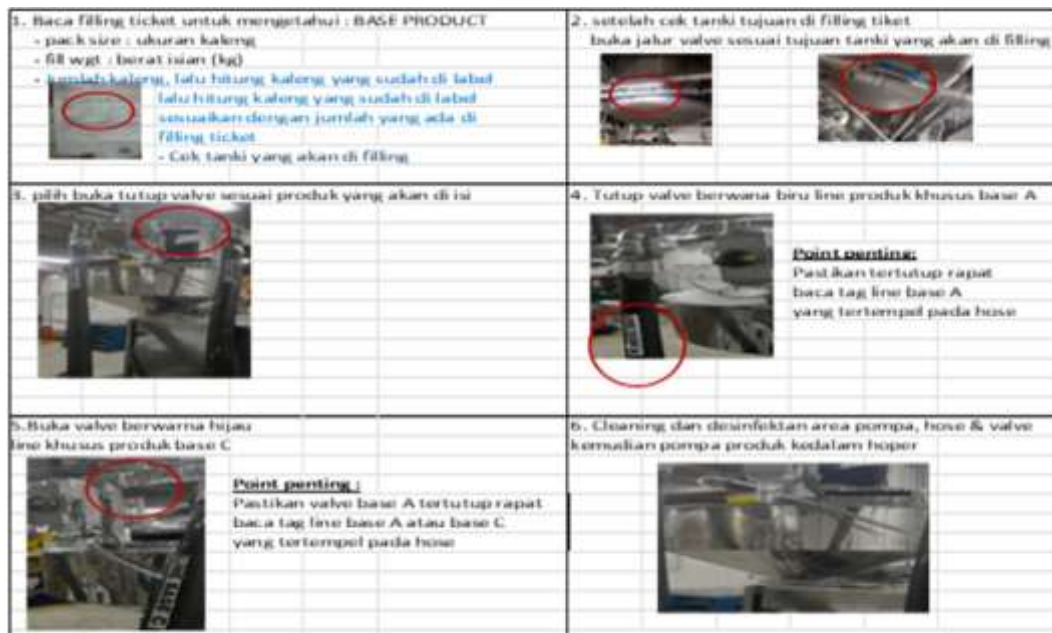 1. Baca filling ticket untuk mengetahui : BASE PRODUCT
- pack size : ukuran kaleng
- fill wgt : berat isian (kg)
- Jumlah kaleng, lalu hitung kaleng yang sudah di label
lalu hitung kaleng yang sudah di label
sesuaikan dengan jumlah yang ada di
filling ticket
- Cek tanki yang akan di filling
2. setelah cek tanki tujuan di filling tiket
buka jalur valve sesuai tujuan tanki yang akan di filling
3. pilih buka tutup valve sesuai produk yang akan di isi
4. Tutup valve berwana biru line produk khusus base A
Point penting:
Pastikan tertutup rapat
baca tag line base A
yang tertempel pada hose
5.Buka valve berwarna hijau
line khusus produk base C
Point penting :
Pastikan valve base A tertutup rapat
baca tag line base A atau base C
yang tertempel pada hose
BASE C
6. Cleaning dan desinfektan area pompa, hose & valve
kemudian pompa produk kedalam hoper